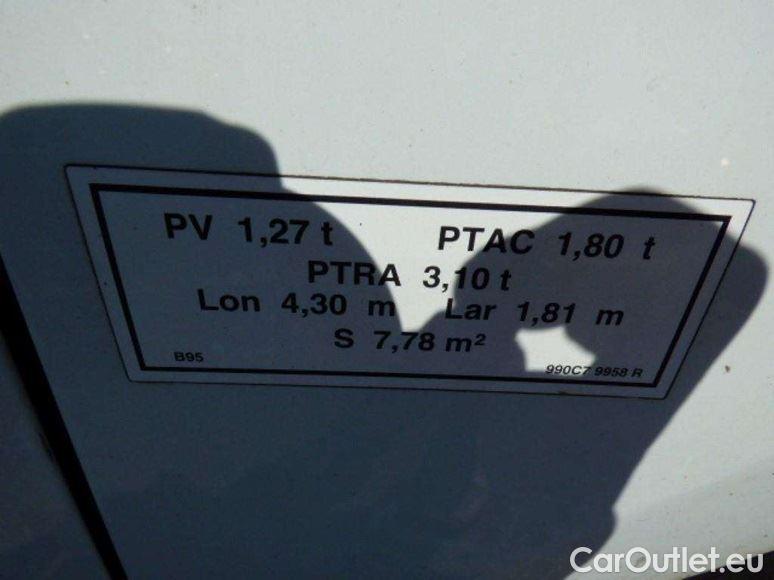 PV 1,27 t PTAC 1,80 t
PTRA 3,10 t
Lon 4,30 m Lar 1,81 m
S 7,78 m²
B95 990C7 9958 R
CarOutlet.eu